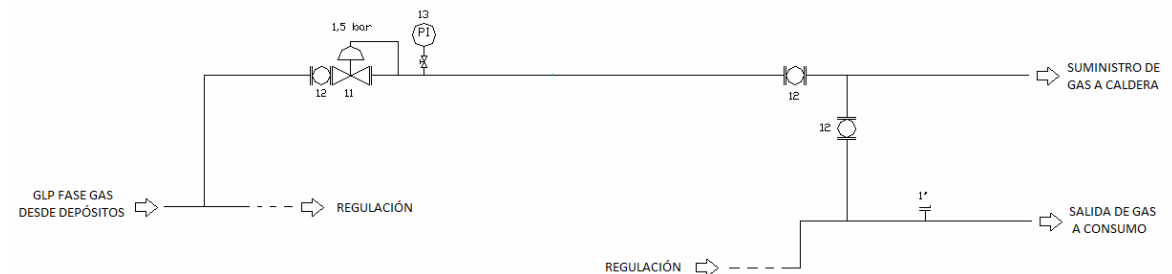 13
1,5 bar
PI
12
11
12
SUMINISTRO DE
GAS A CALDERA
12
GLP FASE GAS
DESDE DEPÓSITOS
REGULACIÓN
1"
SALIDA DE GAS
A CONSUMO
REGULACIÓN